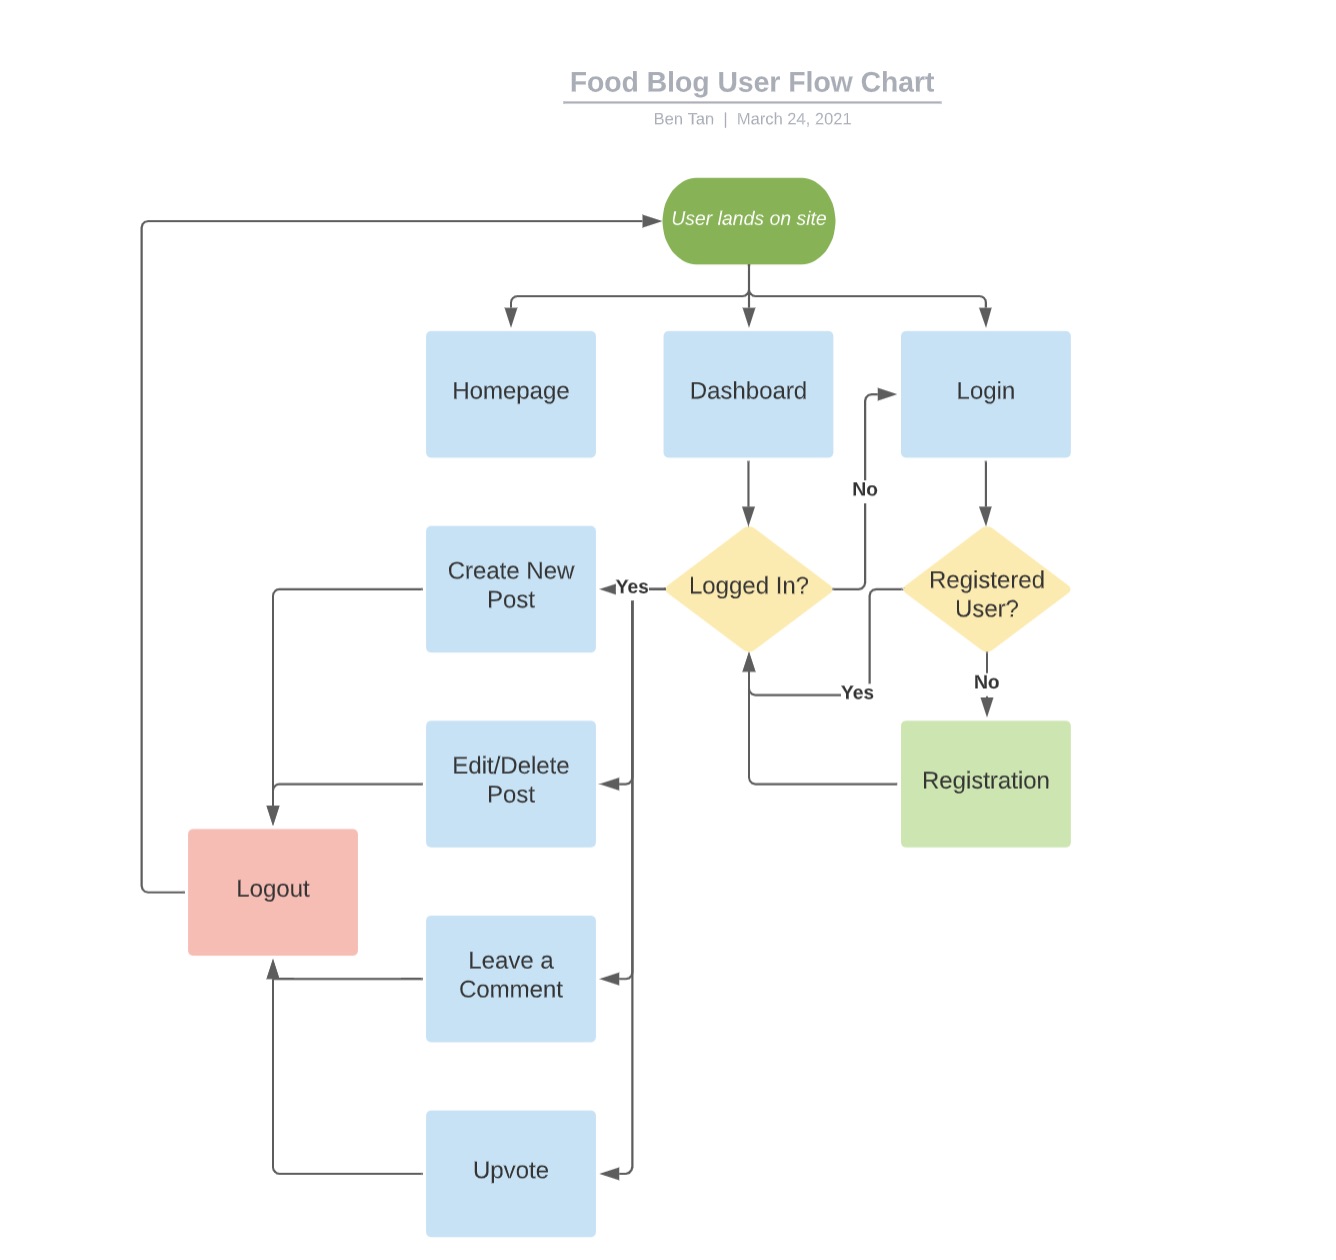 Food Blog User Flow Chart
Ben Tan | March 24, 2021
User lands on site
Homepage
Dashboard
Login
No
Create New
Post
Yes
Logged In?
Registered
User?
Yes
No
Edit/Delete
Post
Registration
Logout
Leave a
Comment
Upvote